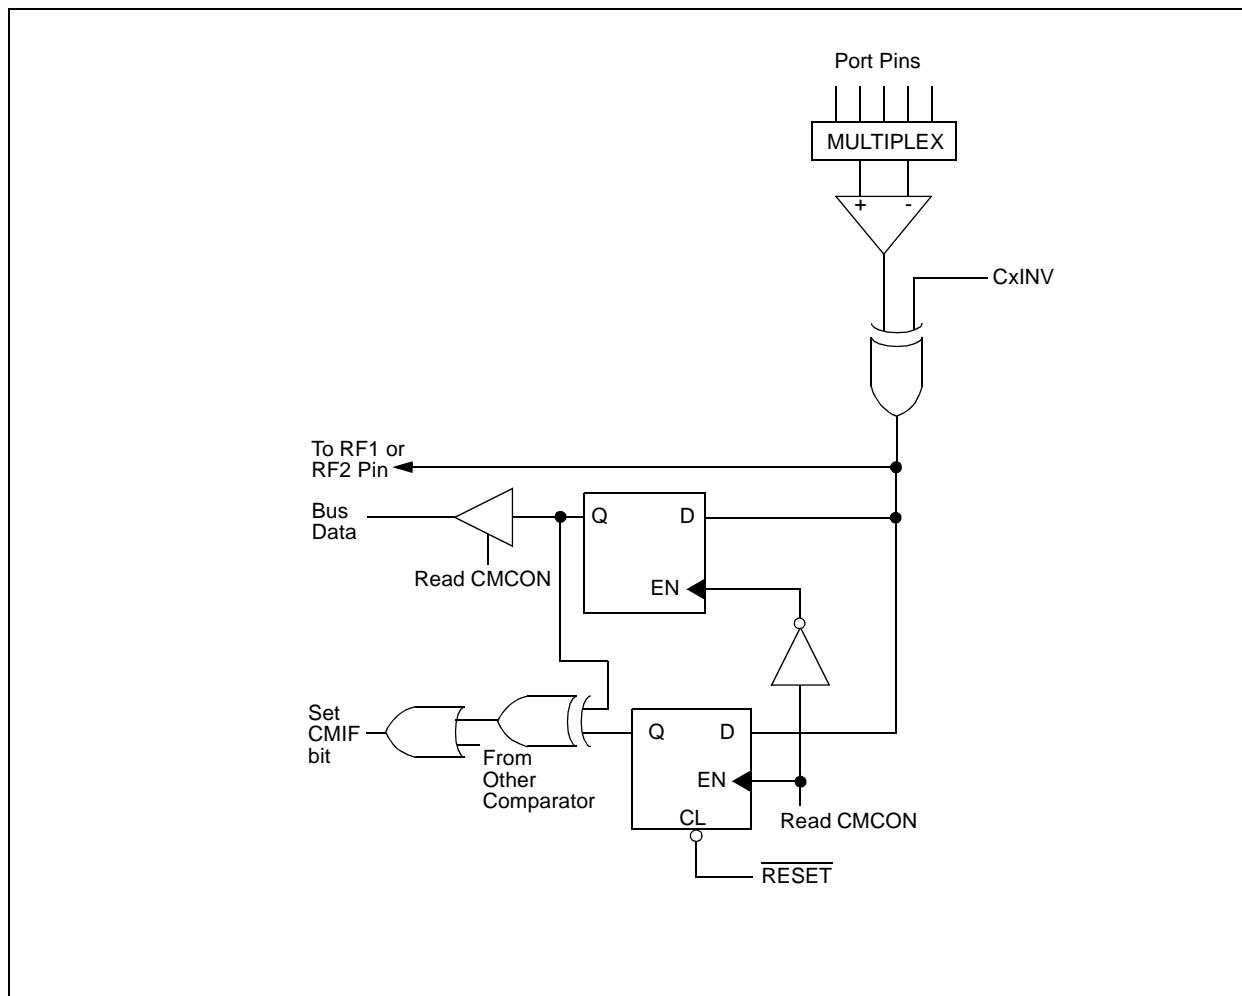 Port Pins
MULTIPLEX
+ -
CxINV
To RF1 or
RF2 Pin
Bus
Data
Q D
Read CMCON
EN
Set
CMIF
bit
From
Other
Comparator
Q D
EN
CL
Read CMCON
RESET